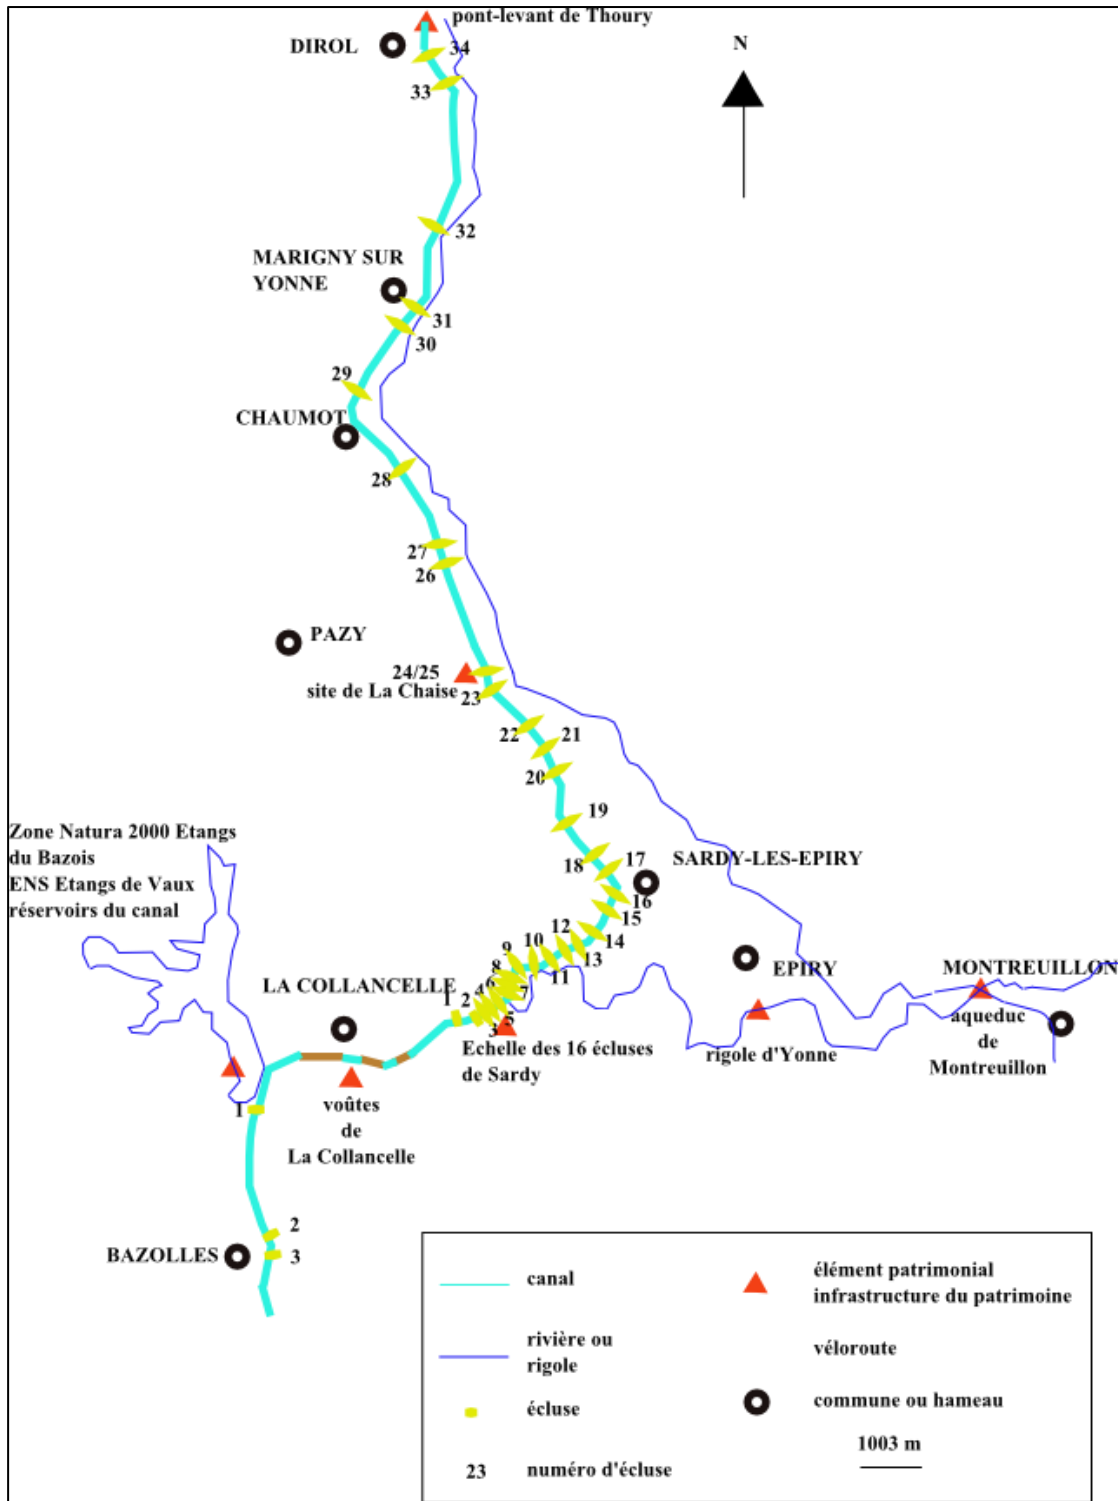 pont-levant de Thoury
DIROL
34
33
N
32
MARIGNY SUR
YONNE
31
30
29
CHAUMOT
28
27
26
PAZY
24/25
site de La Chaise
23
22
21
20
19
Zone Natura 2000 Etangs
du Bazois
ENS Etangs de Vaux
réservoirs du canal
18
17
SARDY-LES-EPIRY
16
15
14
12
13
10
11
9
8
6
7
4
5
3
LA COLLANCELLE
1
2
EPIRY
MONTREUILLON
aqueduc
de
Montreuillon
rigole d'Yonne
Echelle des 16 écluses
de Sardy
voûtes
de
La Collancelle
1
2
3
BAZOLLES
canal
rivière ou
rigole
écluse
23
numéro d'écluse
élément patrimonial
infrastructure du patrimoine
véloroute
commune ou hameau
1003 m